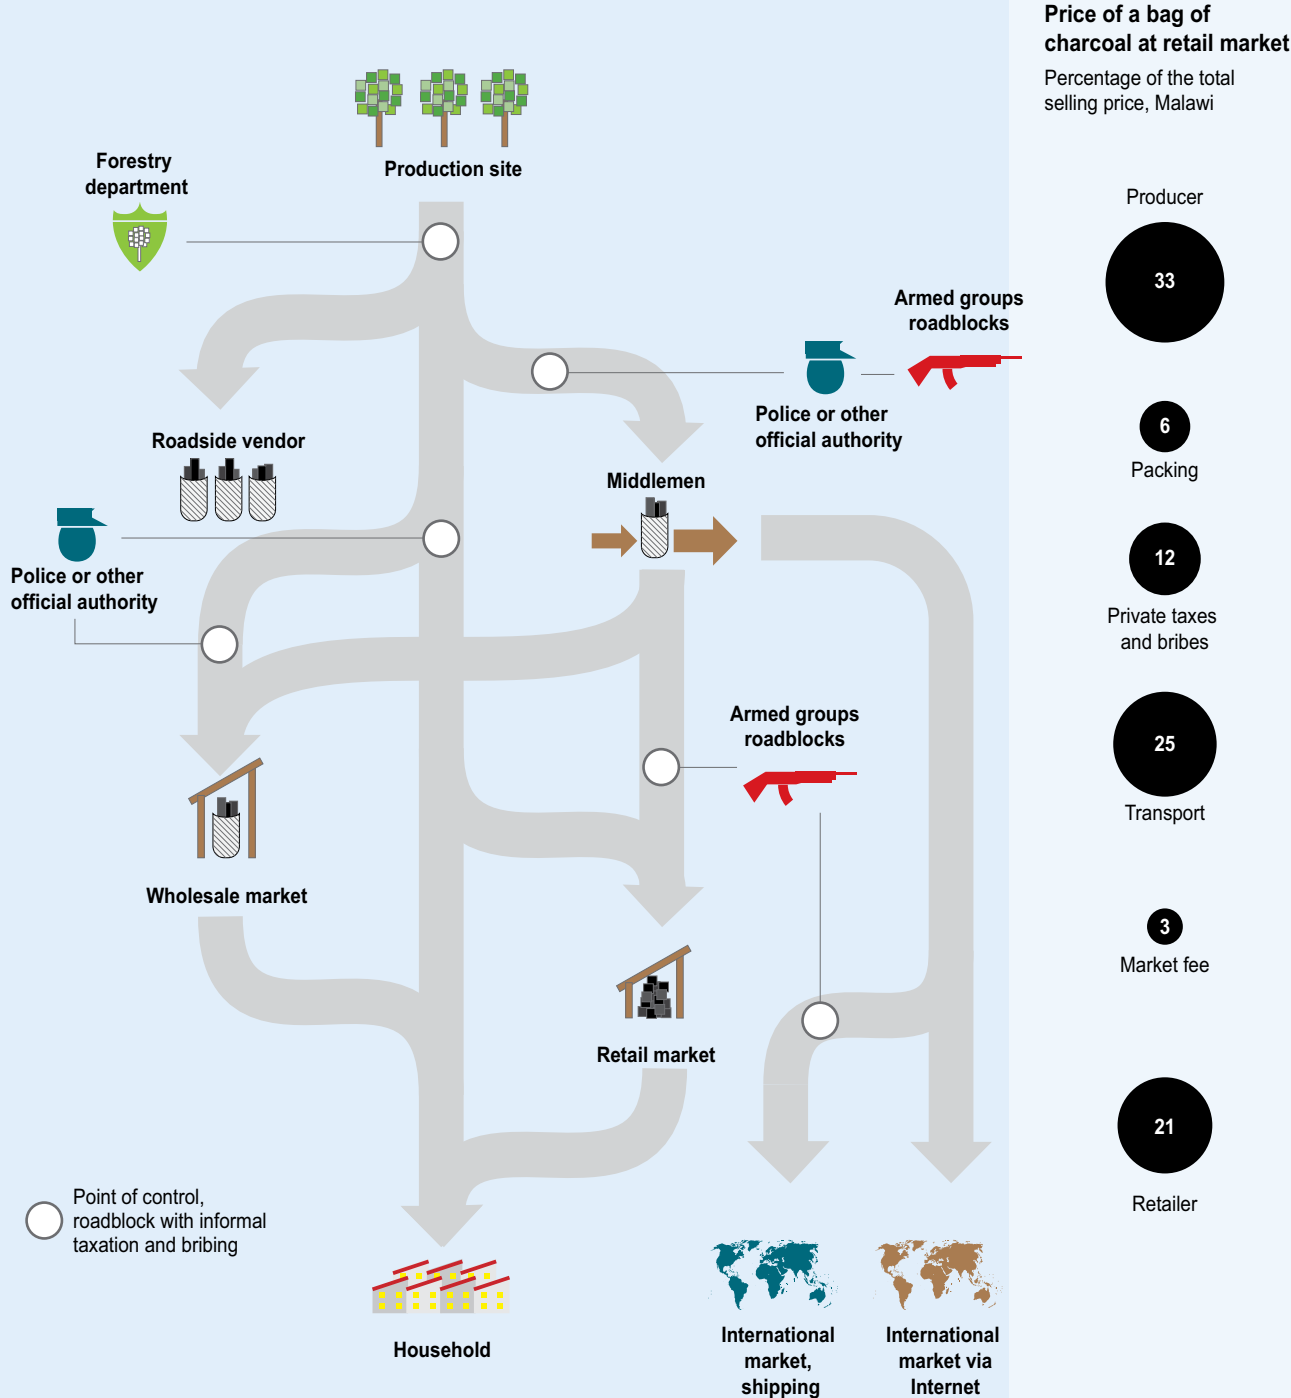 Price of a bag of
charcoal at retail market
Percentage of the total
selling price, Malawi
Production site
Forestry
department
Armed groups
roadblocks
Police or other
official authority
Roadside vendor
Middlemen
Police or other
official authority
Armed groups
roadblocks
Wholesale market
Retail market
Point of control,
roadblock with informal
taxation and bribing
Household
International
market,
shipping
International
market via
Internet
Producer
33
6
Packing
12
Private taxes
and bribes
25
Transport
3
Market fee
21
Retailer